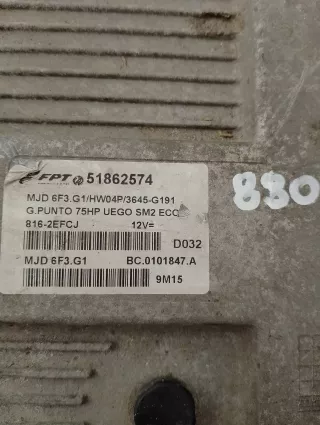 FPT 51862574
MJD 6F3.G1/HW04P/3645-G191
G.PUNTO 75HP UEGO SM2 ECO
816-2EFCJ 12V=
D032
MJD 6F3.G1 BC.0101847.A
9M15
880